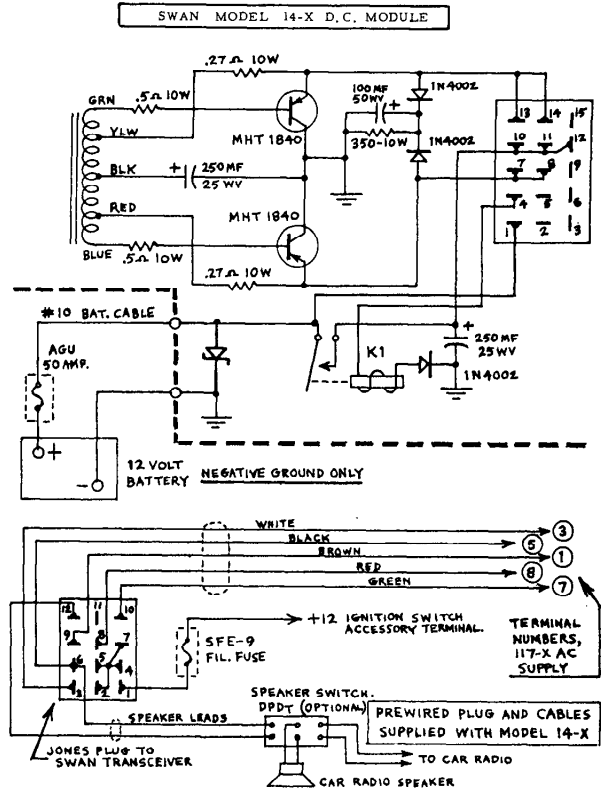 SWAN MODEL 14-X D.C. MODULE
.27Ω 10W
100MF
50WV
1N4002
GRN
.5Ω 10W
+
YLW
MHT 1840
350-10W
1N4002
BLK
+
250MF
25WV
RED
MHT 1840
BLUE
.5Ω 10W
.27Ω 10W
13 14 15
10 11 12
7 8 9
4 5 6
1 2 3
#10 BAT. CABLE
AGU
50 AMP.
K1
+
250MF
25WV
1N4002
+
-
12 VOLT
BATTERY
NEGATIVE GROUND ONLY
WHITE
3
BLACK
5
BROWN
1
RED
8
GREEN
7
12 11 10
9 8 7
6 5 4
3 2 1
SFE-9
FIL. FUSE
+12 IGNITION SWITCH
ACCESSORY TERMINAL.
TERMINAL
NUMBERS,
117-X AC
SUPPLY
SPEAKER SWITCH.
DPDT (OPTIONAL)
SPEAKER LEADS
PREWIRED PLUG AND CABLES
SUPPLIED WITH MODEL 14-X
JONES PLUG TO
SWAN TRANSCEIVER
TO CAR RADIO
CAR RADIO SPEAKER